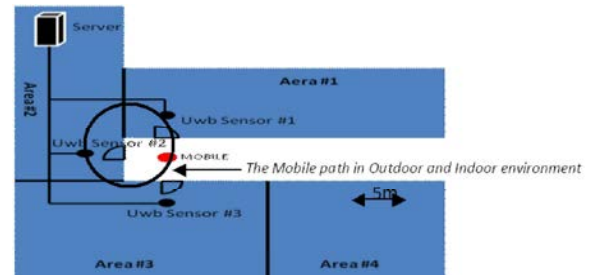 Server
Aera #1
Area#2
Uwb Sensor #1
Uwb Sensor #2
MOBILE
The Mobile path in Outdoor and Indoor environment
5m
Uwb Sensor #3
Area #3
Area #4